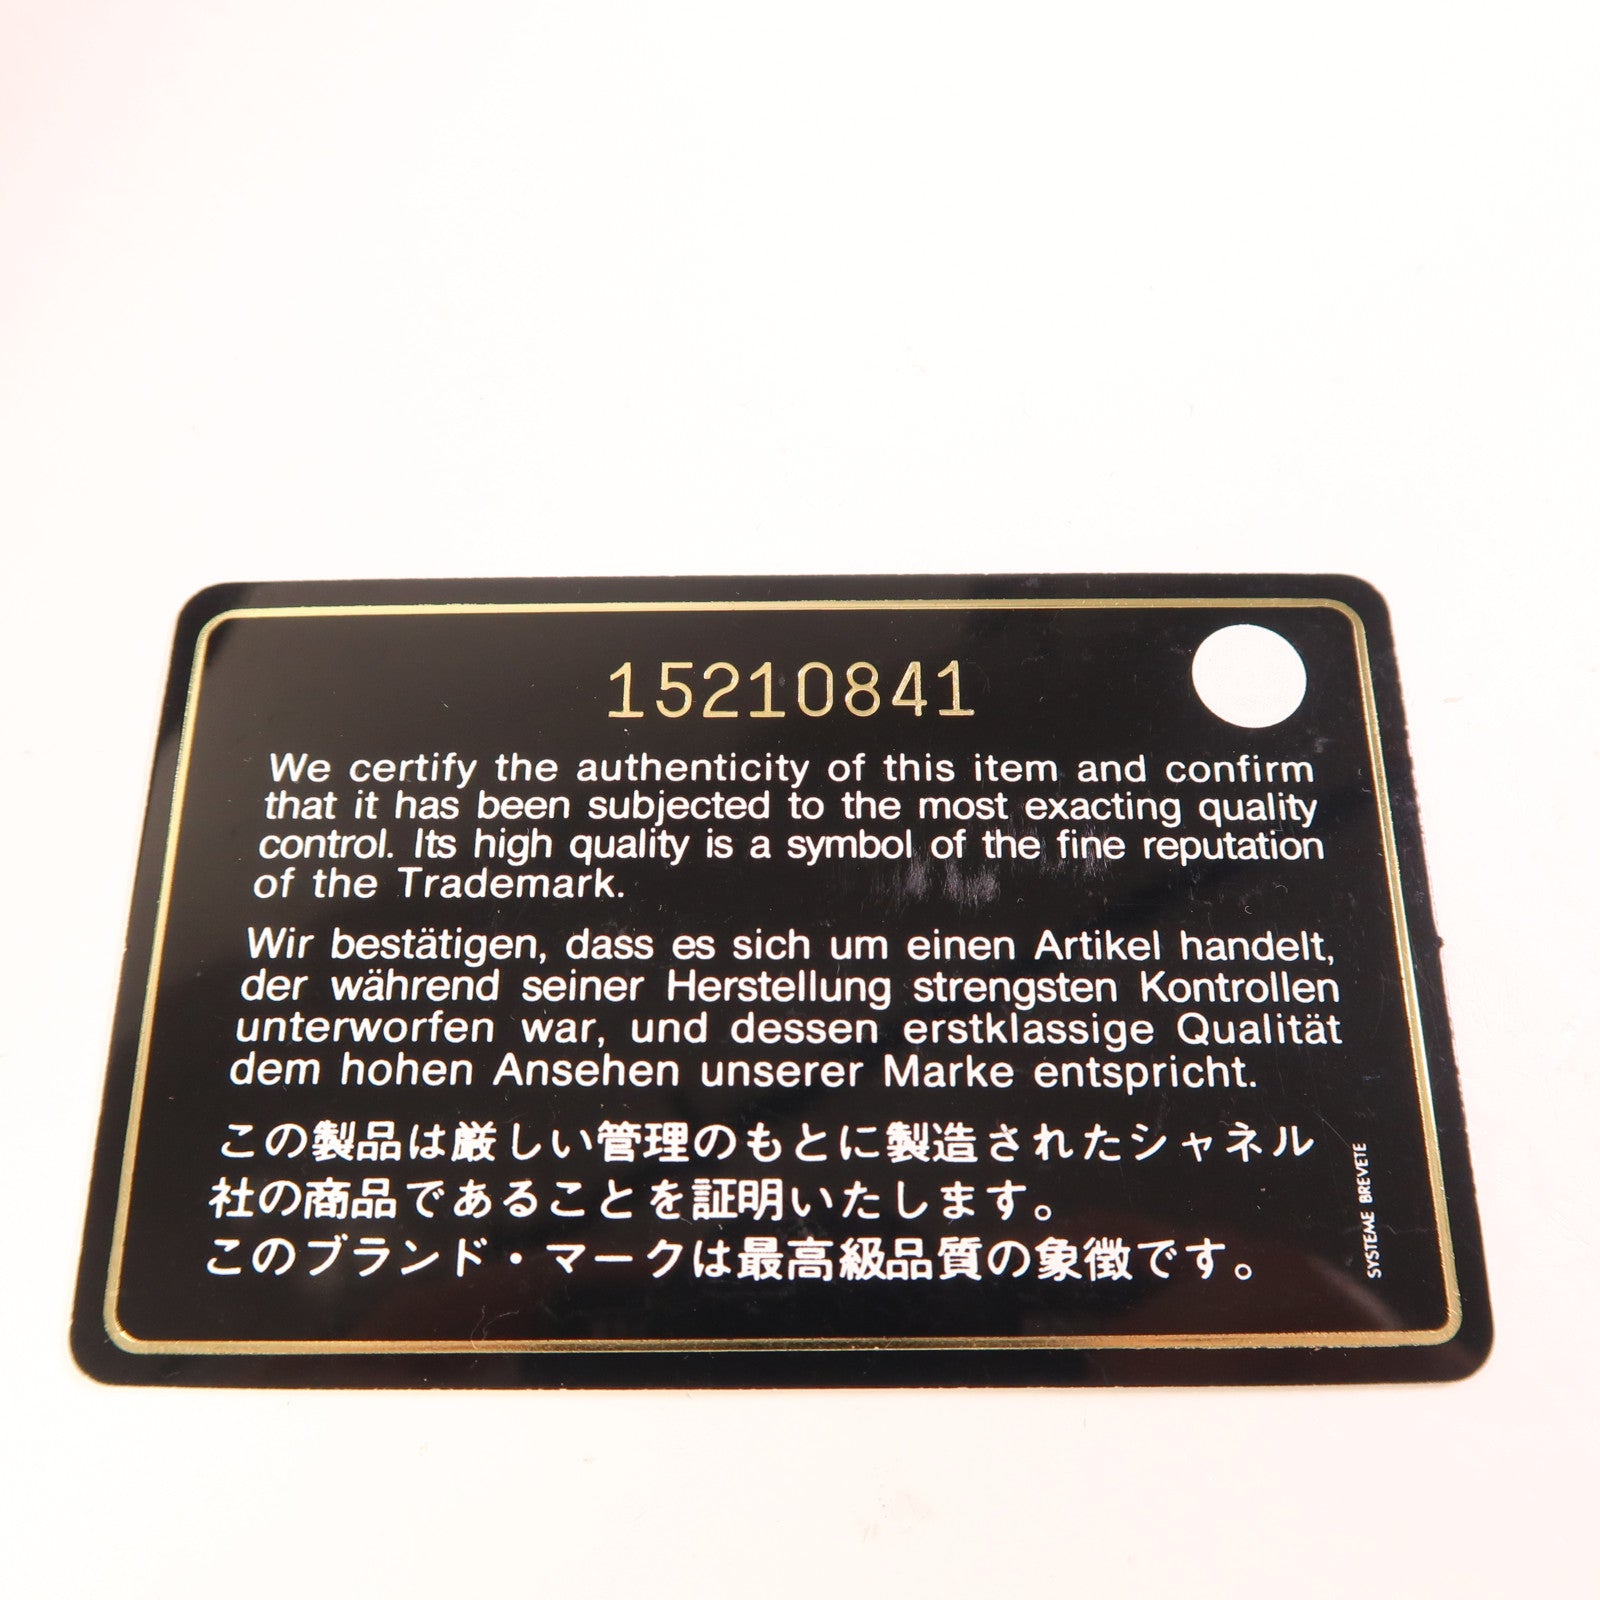 15210841
We certify the authenticity of this item and confirm
that it has been subjected to the most exacting quality
control. Its high quality is a symbol of the fine reputation
of the Trademark.
Wir bestätigen, dass es sich um einen Artikel handelt,
der während seiner Herstellung strengsten Kontrollen
unterworfen war, und dessen erstklassige Qualität
dem hohen Ansehen unserer Marke entspricht.
この製品は厳しい管理のもとに製造されたシャネル
社の商品であることを証明いたします。
このブランド・マークは最高級品質の象徴です。
SYSTEME BREVETE